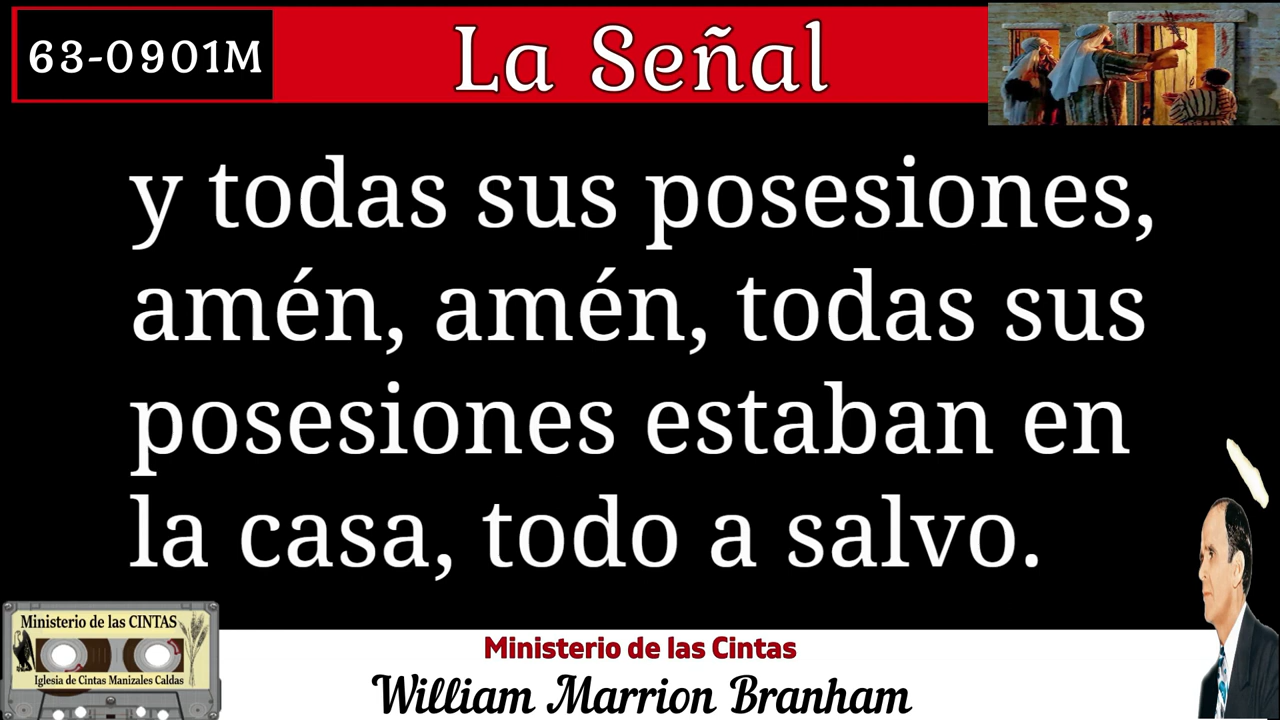 63-0901M
La Señal
y todas sus posesiones,
amén, amén, todas sus
posesiones estaban en
la casa, todo a salvo.
Ministerio de las CINTAS
Iglesia de Cintas Manizales Caldas
Ministerio de las Cintas
William Marrion Branham